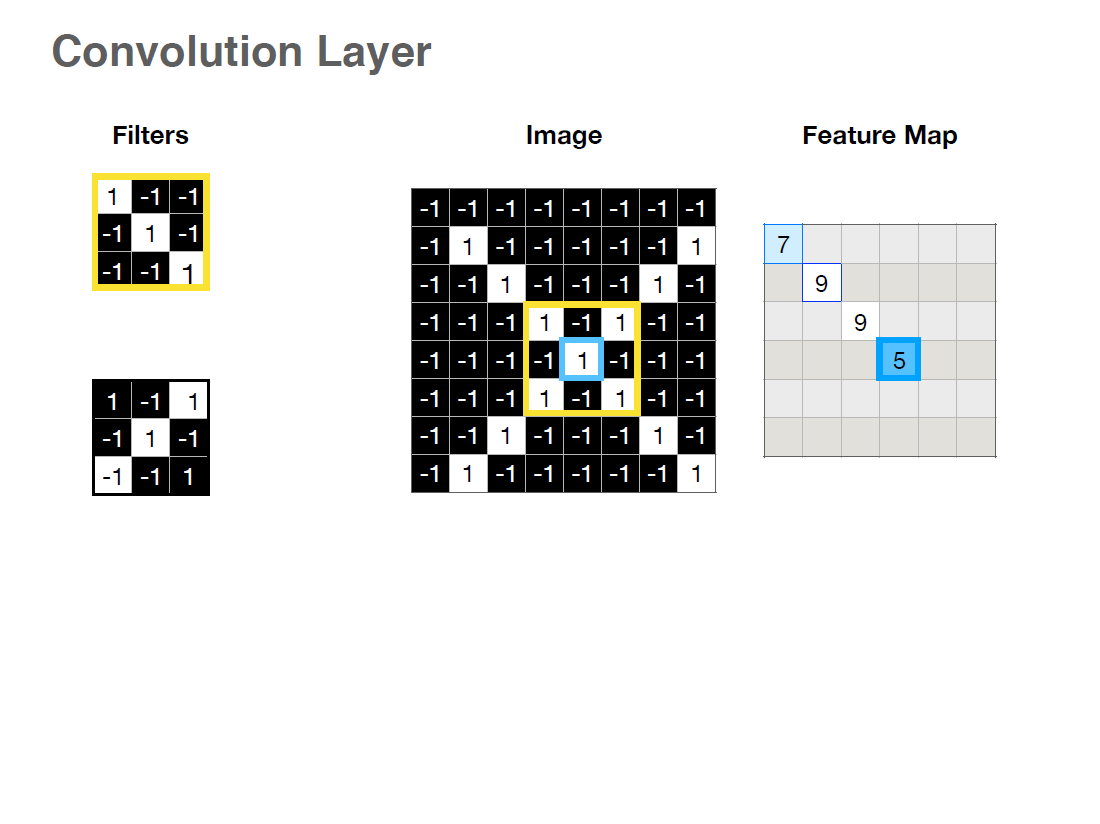 Convolution Layer
Filters
Image
Feature Map
1 -1 -1
-1 1 -1
-1 -1 1
1 -1 1
-1 1 -1
-1 -1 1
-1 -1 -1 -1 -1 -1 -1 -1
-1 1 -1 -1 -1 -1 -1 1
-1 -1 1 -1 -1 -1 1 -1
-1 -1 -1 1 -1 1 -1 -1
-1 -1 -1 -1 1 -1 -1 -1
-1 -1 -1 1 -1 1 -1 -1
-1 -1 1 -1 -1 -1 1 -1
-1 1 -1 -1 -1 -1 -1 1
7
9
9
5